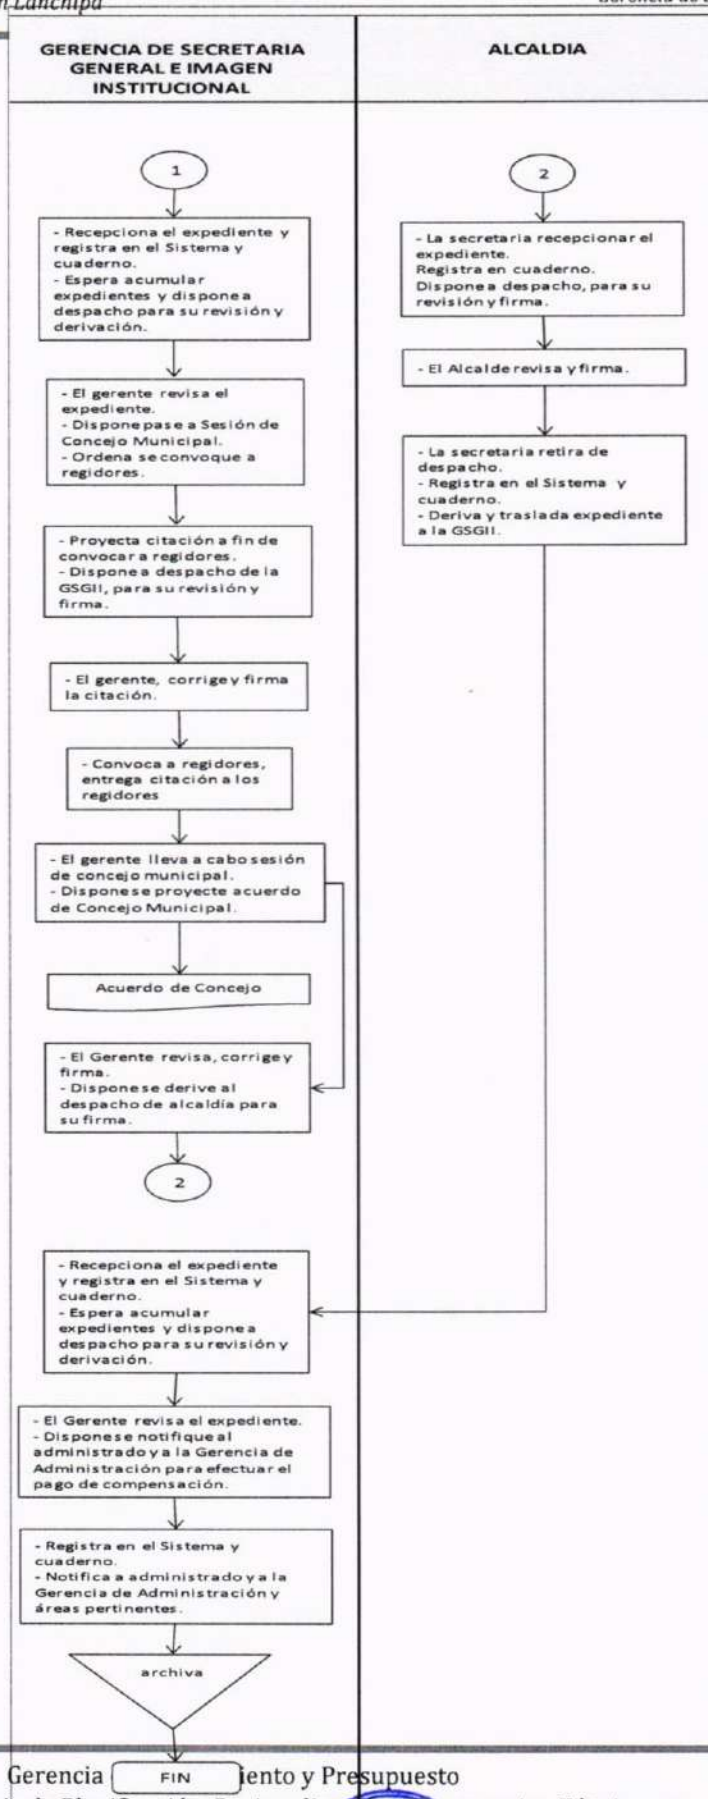 Lanchipa
GERENCIA DE SECRETARIA
GENERAL E IMAGEN
INSTITUCIONAL
1
- Recepciona el expediente y
registra en el Sistema y
cuaderno.
- Espera acumular
expedientes y dispone a
despacho para su revisión y
derivación.
- El gerente revisa el
expediente.
- Dispone pase a Sesión de
Concejo Municipal.
- Ordena se convoque a
regidores.
- Proyecta citación a fin de
convocar a regidores.
- Dispone a despacho de la
GSGII, para su revisión y
firma.
- El gerente, corrige y firma
la citación.
- Convoca a regidores,
entrega citación a los
regidores
- El gerente lleva a cabo sesión
de concejo municipal.
- Dispone se proyecte acuerdo
de Concejo Municipal.
Acuerdo de Concejo
- El Gerente revisa, corrige y
firma.
- Dispone se derive al
despacho de alcaldía para
su firma.
2
- Recepciona el expediente
y registra en el Sistema y
cuaderno.
- Espera acumular
expedientes y dispone a
despacho para su revisión y
derivación.
- El Gerente revisa el expediente.
- Dispone se notifique al
administrado y a la Gerencia de
Administración para efectuar el
pago de compensación.
- Registra en el Sistema y
cuaderno.
- Notifica a administrado y a la
Gerencia de Administración y
áreas pertinentes.
archiva
FIN
ALCALDIA
2
- La secretaria recepcionar el
expediente.
Registra en cuaderno.
Dispone a despacho, para su
revisión y firma.
- El Alcalde revisa y firma.
- La secretaria retira de
despacho.
- Registra en el Sistema y
cuaderno.
- Deriva y traslada expediente
a la GSGII.
Gerencia iento y Presupuesto